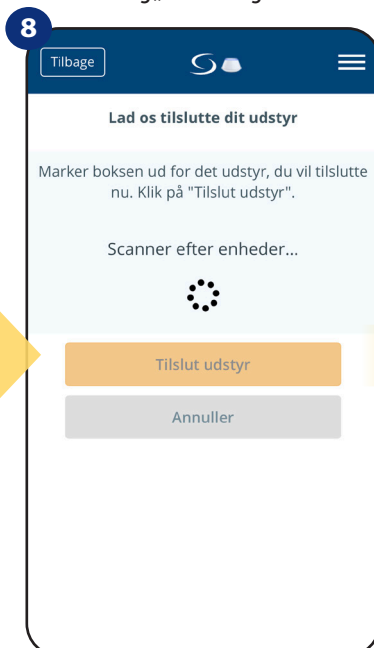 8
Tilbage
Lad os tilslutte dit udstyr
Marker boksen ud for det udstyr, du vil tilslutte
nu. Klik på "Tilslut udstyr".
Scanner efter enheder...
Tilslut udstyr
Annuller